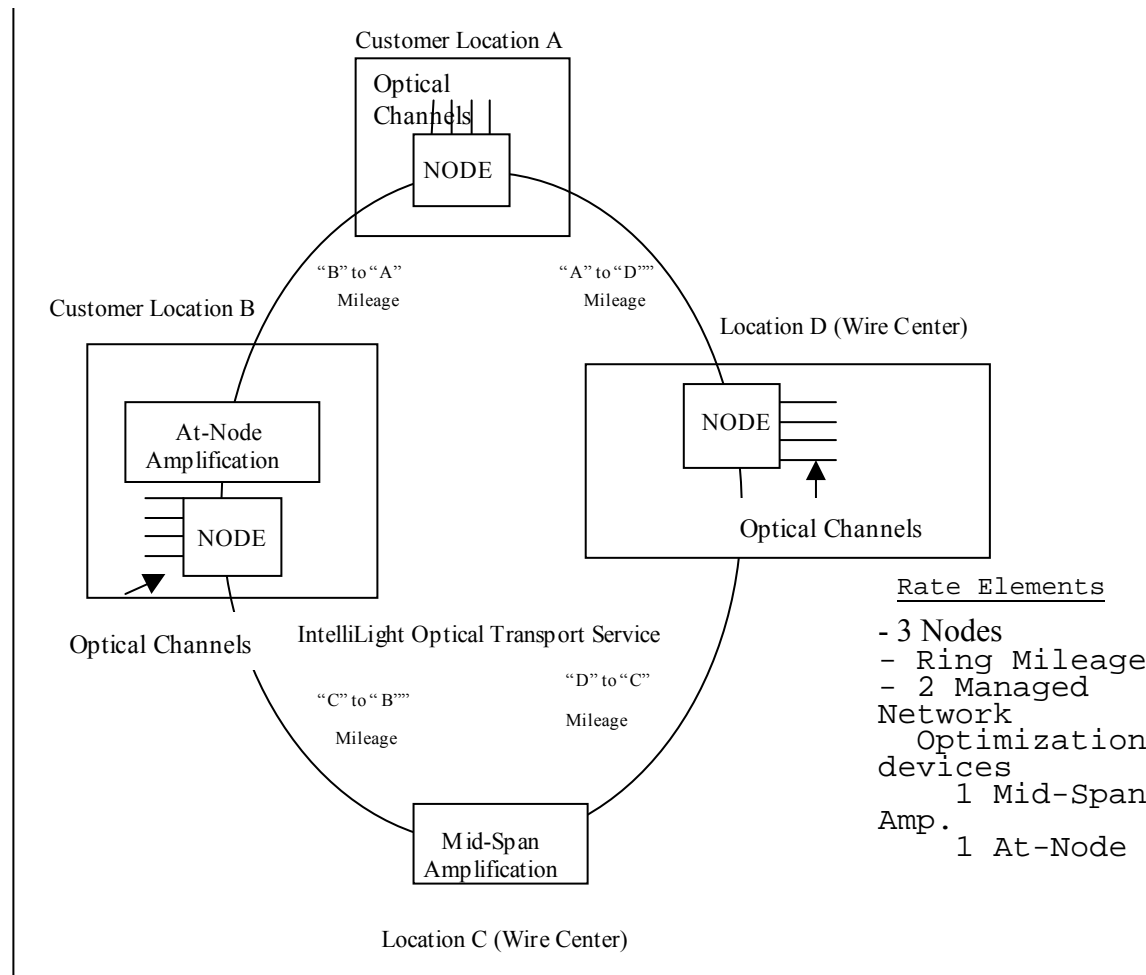 Customer Location A
Optical
Channels
NODE
“B” to “A”
Mileage
“A” to “D””
Mileage
Customer Location B
Location D (Wire Center)
At-Node
Amplification
NODE
NODE
Optical Channels
Optical Channels
IntelliLight Optical Transport Service
“C” to “B””
Mileage
“D” to “C”
Mileage
Mid-Span
Amplification
Location C (Wire Center)
Rate Elements
- 3 Nodes
- Ring Mileage
- 2 Managed
Network
Optimization
devices
1 Mid-Span
Amp.
1 At-Node